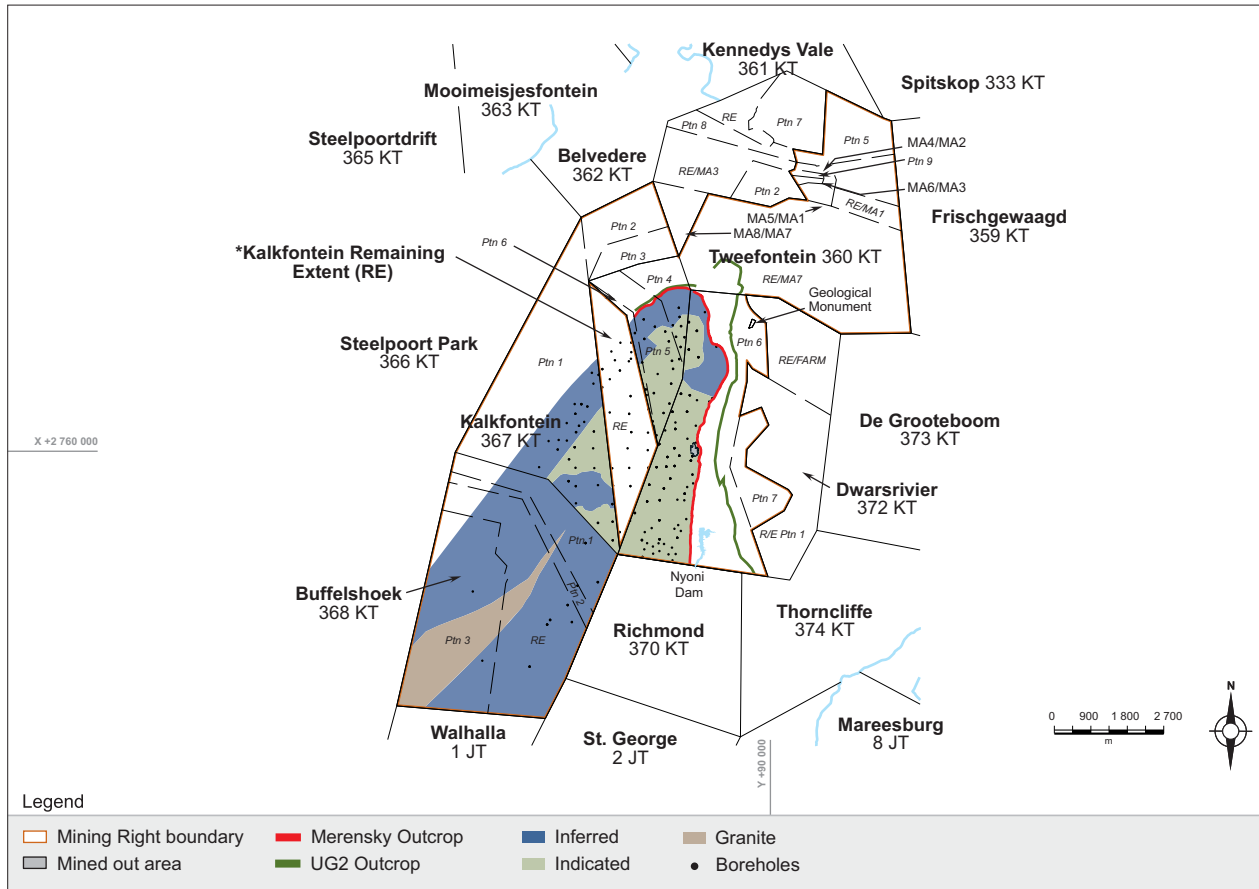 Kennedys Vale
361 KT
Spitskop 333 KT
Mooimeisjesfontein
363 KT
Steelpoortdrift
365 KT
Belvedere
362 KT
RE
Ptn 8
Ptn 7
Ptn 5
MA4/MA2
Ptn 9
MA6/MA3
RE/MA3
Ptn 2
RE/MA1
MA5/MA1
MA8/MA7
Frischgewaagd
359 KT
Ptn 2
Ptn 6
Ptn 3
*Kalkfontein Remaining
Extent (RE)
Tweefontein 360 KT
Ptn 4
RE/MA7
Geological
Monument
Steelpoort Park
366 KT
Ptn 1
Ptn 5
Ptn 6
RE/FARM
Kalkfontein
367 KT
RE
De Grooteboom
373 KT
X +2 760 000
Dwarsrivier
372 KT
Ptn 7
R/E Ptn 1
Ptn 1
Ptn 2
Buffelshoek
368 KT
Nyoni
Dam
Thorncliffe
374 KT
Richmond
370 KT
Ptn 3
RE
Walhalla
1 JT
St. George
2 JT
Mareesburg
8 JT
Y +90 000
0 900 1 800 2 700
m
N
Legend
Mining Right boundary
Merensky Outcrop
Inferred
Granite
Mined out area
UG2 Outcrop
Indicated
Boreholes